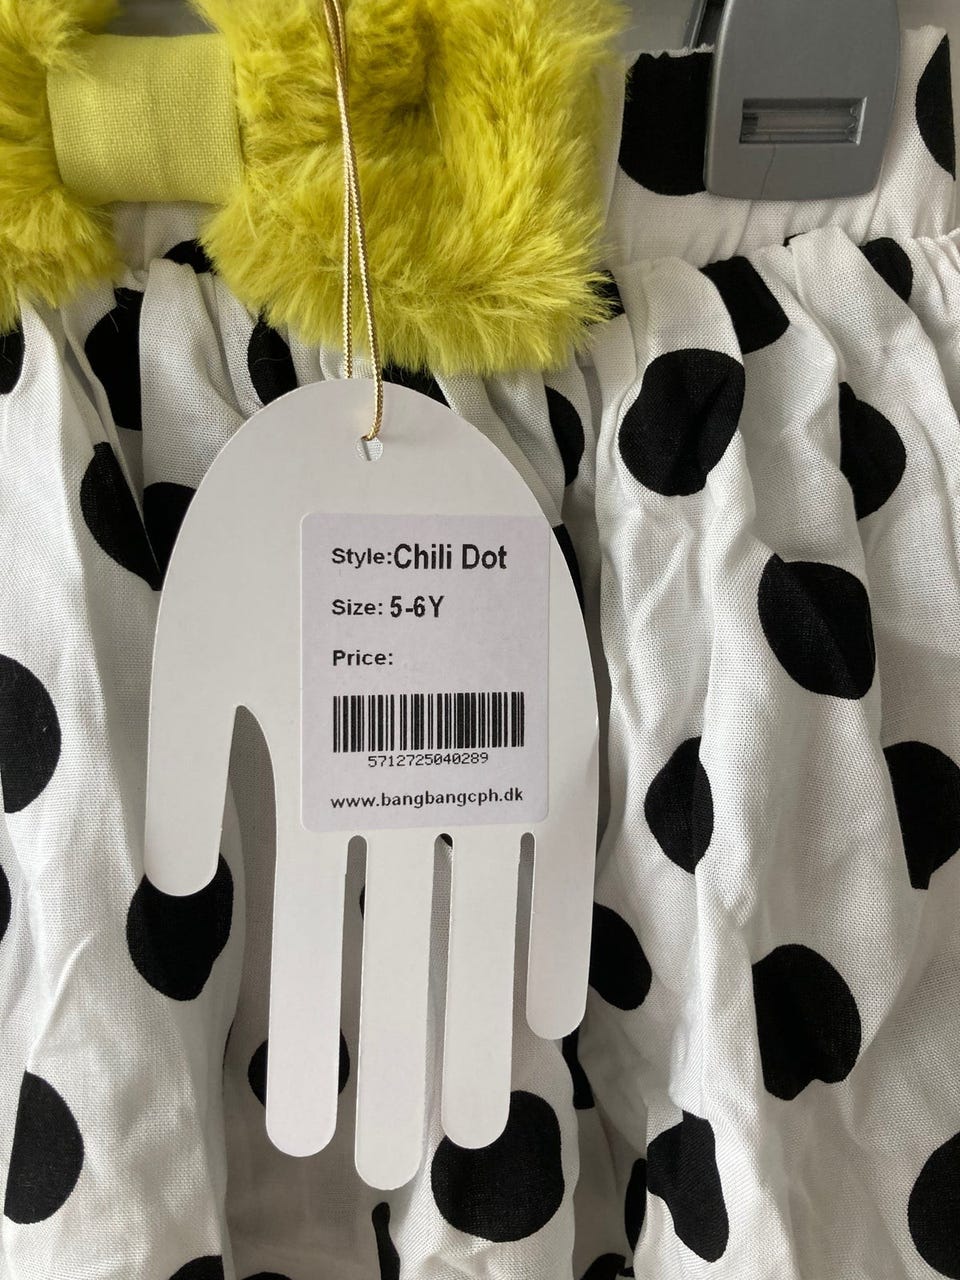 Style:Chili Dot
Size: 5-6Y
Price:
5712725040289
www.bangbangcph.dk